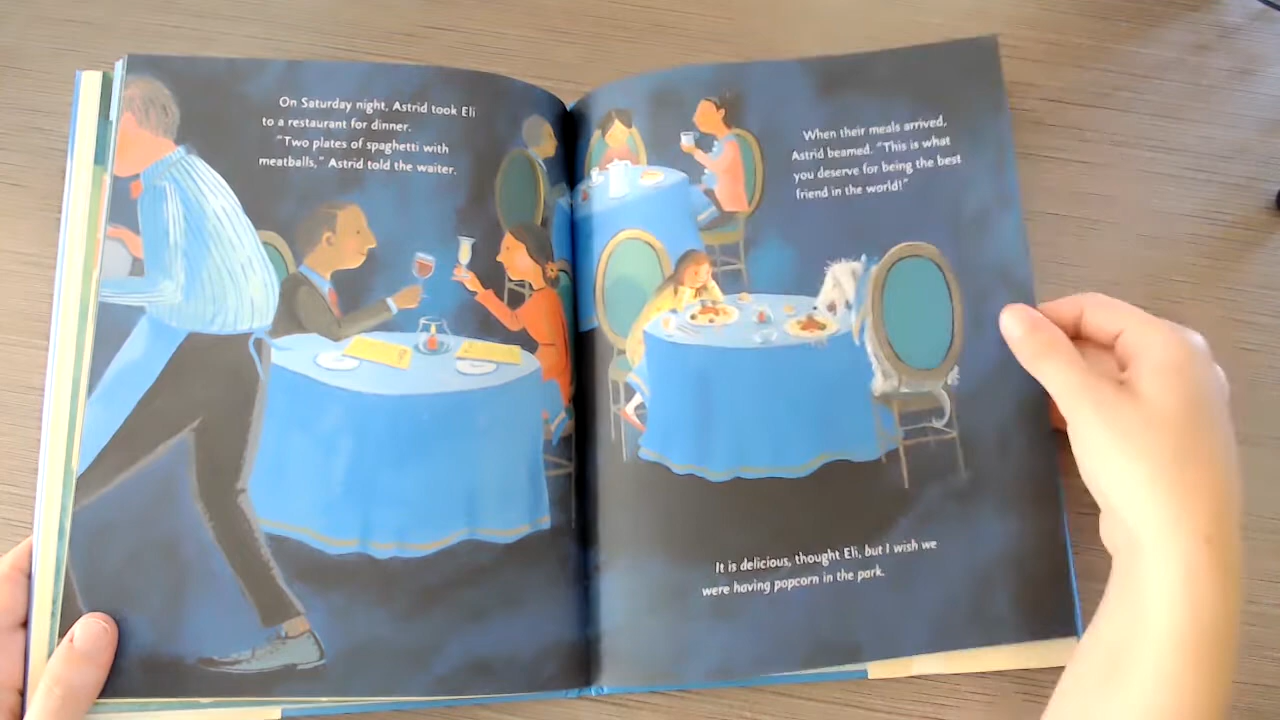 On Saturday night, Astrid took Eli
to a restaurant for dinner.
"Two plates of spaghetti with
meatballs," Astrid told the waiter.
When their meals arrived,
Astrid beamed. "This is what
you deserve for being the best
friend in the world!"
It is delicious, thought Eli, but I wish we
were having popcorn in the park.